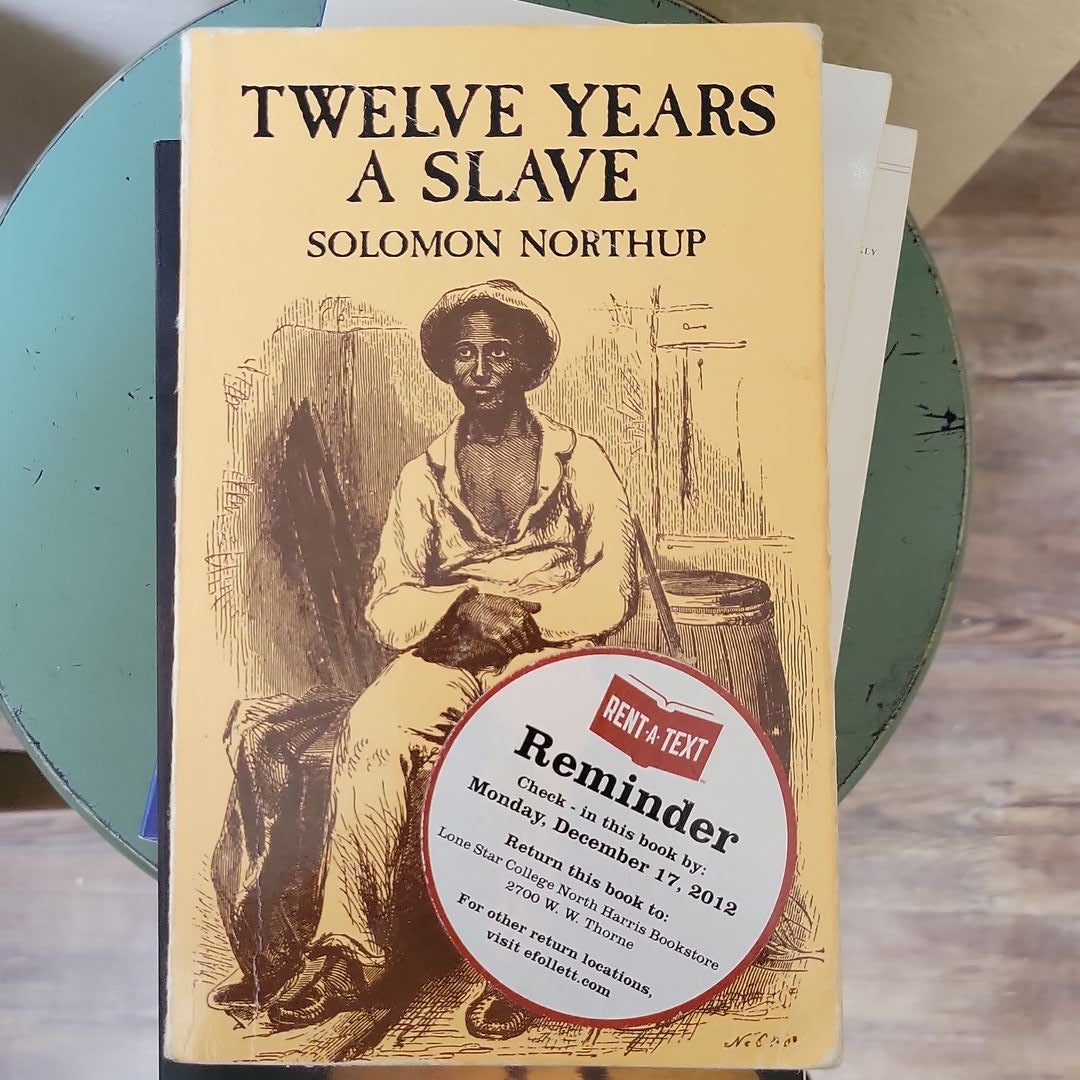 TWELVE YEARS
A SLAVE
SOLOMON NORTHUP
RENT-A-TEXT
Reminder
Check - in this book by:
Monday, December 17, 2012
Return this book to:
Lone Star College North Harris Bookstore
2700 W. W. Thorne
For other return locations,
visit efollett.com